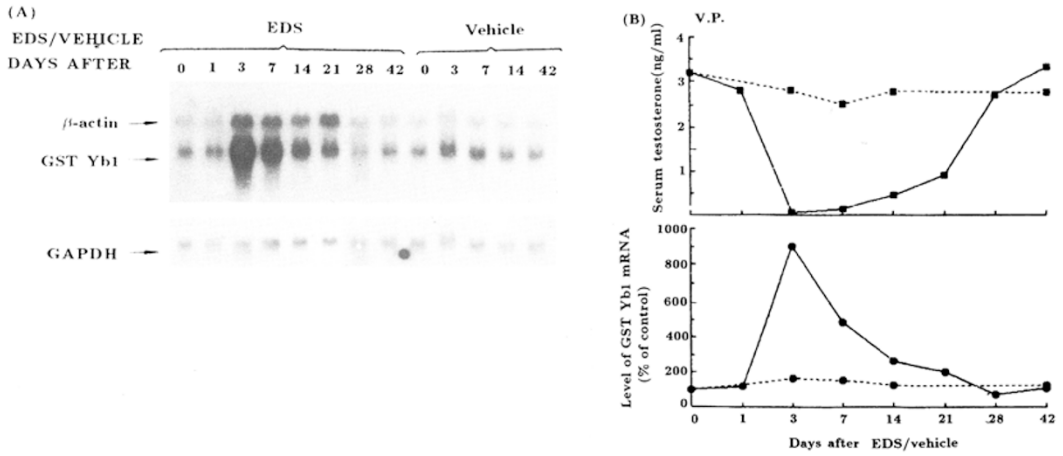 (A)
EDS Vehicle
EDS/VEHICLE
DAYS AFTER 0 1 3 7 14 21 28 42 0 3 7 14 42
β-actin
GST Yb1
GAPDH
(B) V.P.
Serum testosterone(ng/ml)
4
3
2
1
Level of GST Yb1 mRNA
(% of control)
1000
800
600
400
200
0
0 1 3 7 14 21 28 42
Days after EDS/vehicle